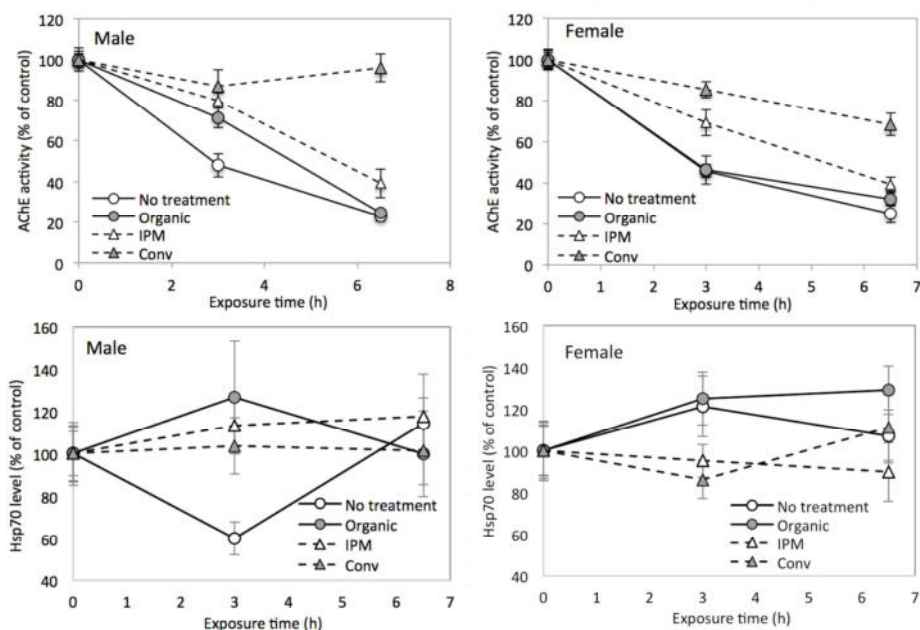 Male
AChE activity (% of control)
120
100
80
60
40
20
0
No treatment
Organic
IPM
Conv
0 2 4 6 8
Exposure time (h)
Female
AChE activity (% of control)
120
100
80
60
40
20
0
No treatment
Organic
IPM
Conv
0 1 2 3 4 5 6 7
Exposure time (h)
Male
Hsp70 level (% of control)
160
140
120
100
80
60
40
No treatment
Organic
IPM
Conv
0 1 2 3 4 5 6 7
Exposure time (h)
Female
Hsp70 level (% of control)
160
140
120
100
80
60
40
No treatment
Organic
IPM
Conv
0 1 2 3 4 5 6 7
Exposure time (h)